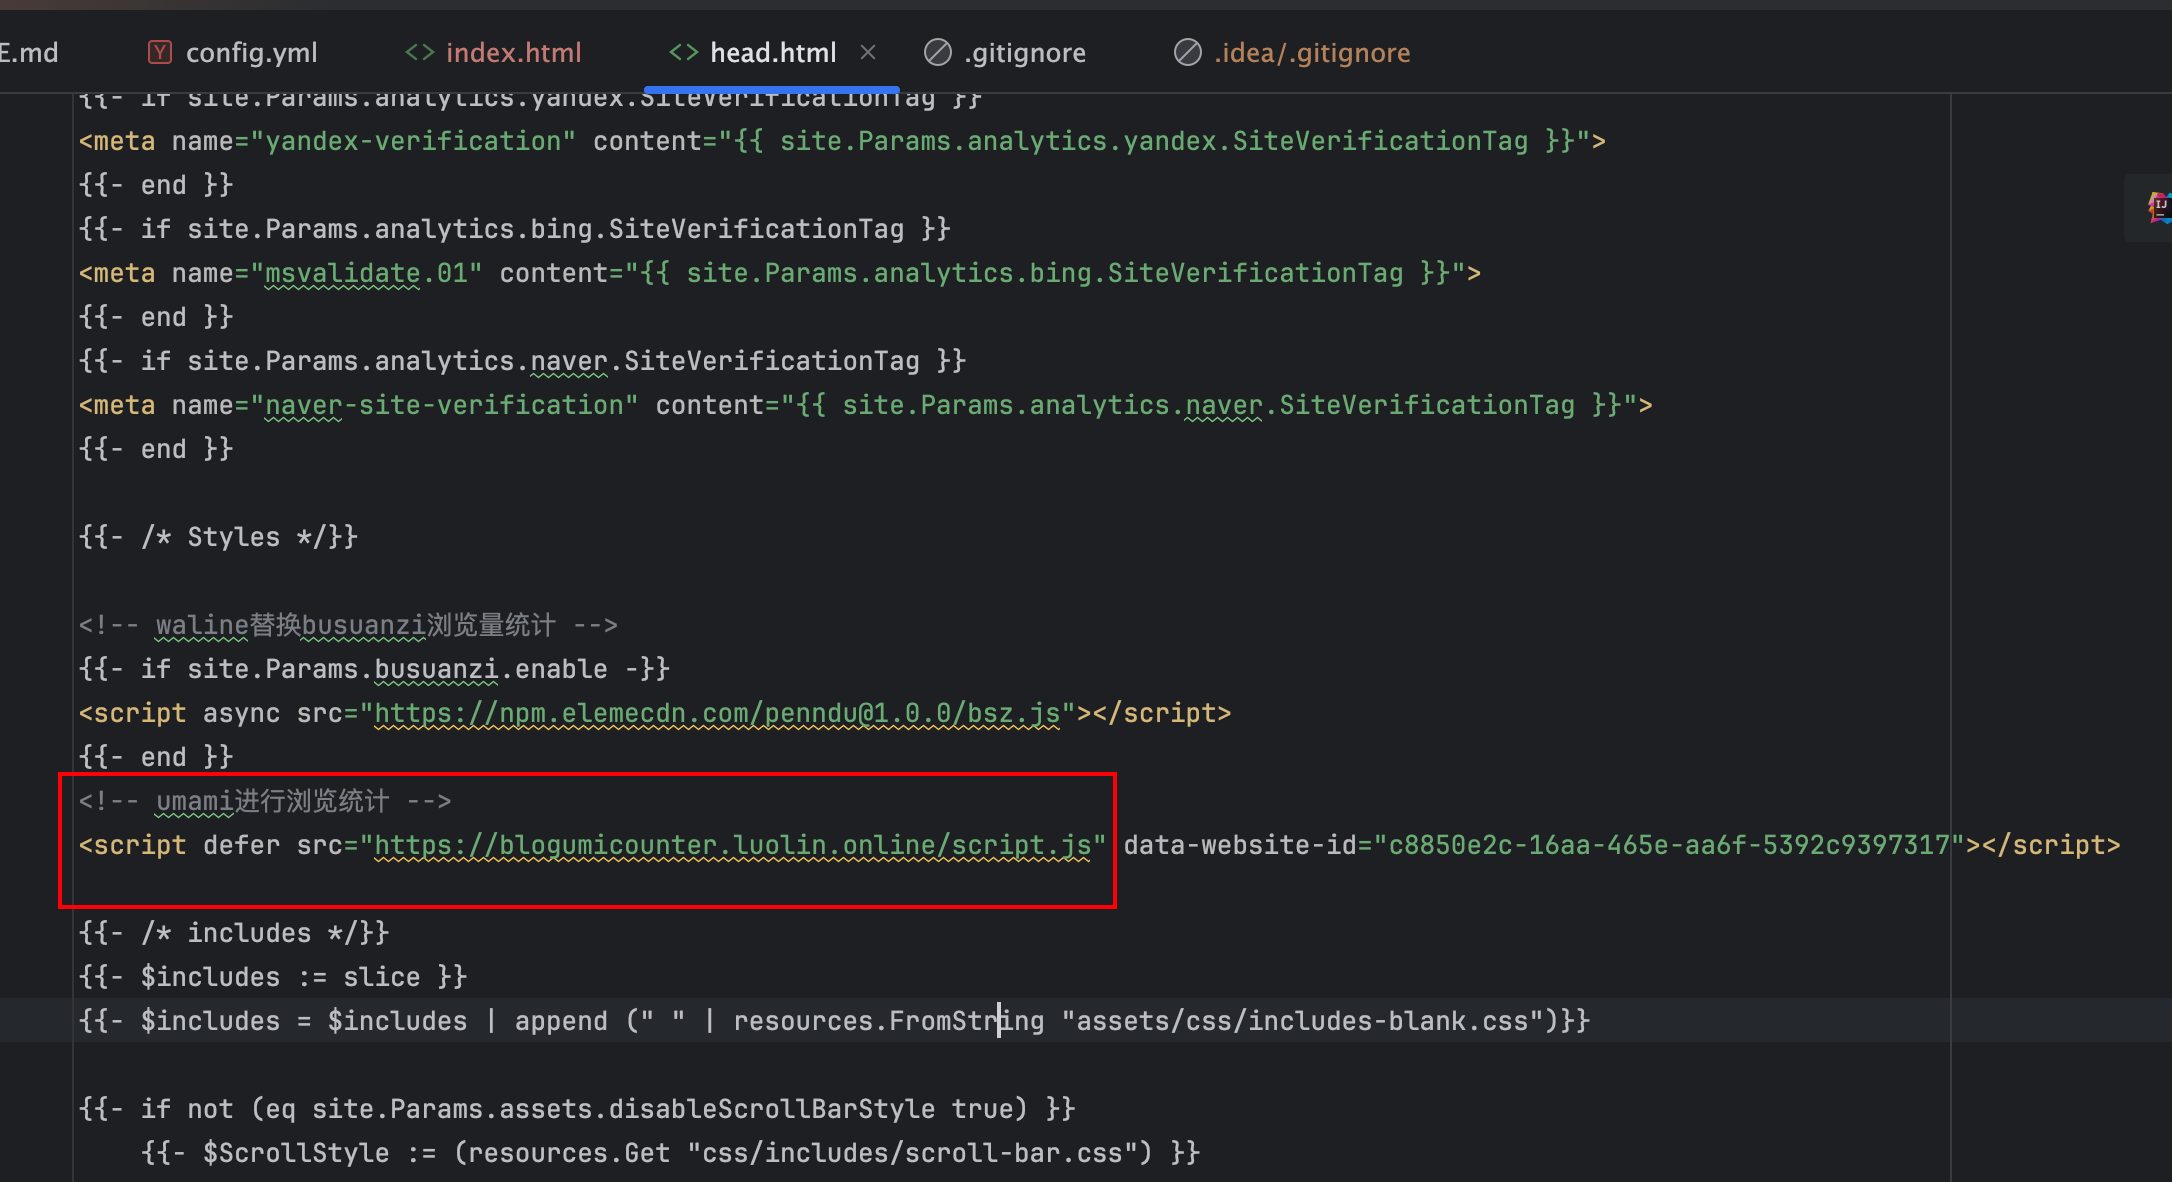 E.md config.yml index.html head.html .gitignore .idea/.gitignore
{{- if site.Params.analytics.yandex.SiteVerificationTag }}
<meta name="yandex-verification" content="{{ site.Params.analytics.yandex.SiteVerificationTag }}">
{{- end }}
{{- if site.Params.analytics.bing.SiteVerificationTag }}
<meta name="msvalidate.01" content="{{ site.Params.analytics.bing.SiteVerificationTag }}">
{{- end }}
{{- if site.Params.analytics.naver.SiteVerificationTag }}
<meta name="naver-site-verification" content="{{ site.Params.analytics.naver.SiteVerificationTag }}">
{{- end }}
{{- /* Styles */}}
<!-- waline替换busuanzi浏览量统计 -->
{{- if site.Params.busuanzi.enable -}}
<script async src="https://npm.elemecdn.com/penndu@1.0.0/bsz.js"></script>
{{- end }}
<!-- umami进行浏览统计 -->
<script defer src="https://blogumicounter.luolin.online/script.js" data-website-id="c8850e2c-16aa-465e-aa6f-5392c9397317"></script>
{{- /* includes */}}
{{- $includes := slice }}
{{- $includes = $includes | append (" " | resources.FromString "assets/css/includes-blank.css")}}
{{- if not (eq site.Params.assets.disableScrollBarStyle true) }}
{{- $ScrollStyle := (resources.Get "css/includes/scroll-bar.css") }}